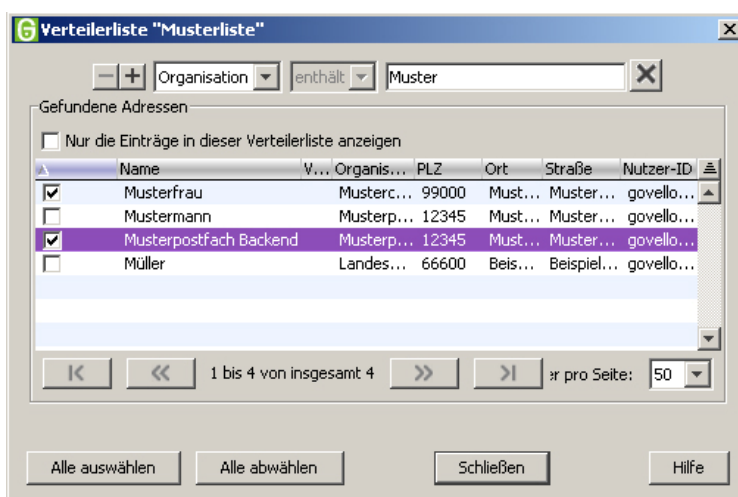 Verteilerliste "Musterliste"
Organisation enthält Muster
Gefundene Adressen
Nur die Einträge in dieser Verteilerliste anzeigen
Name V... Organis... PLZ Ort Straße Nutzer-ID
Musterfrau Musterc... 99000 Must... Muster... govello...
Mustermann Musterp... 12345 Must... Muster... govello...
Musterpostfach Backend Musterp... 12345 Must... Muster... govello...
Müller Landes... 66600 Beis... Beispiel... govello...
1 bis 4 von insgesamt 4 er pro Seite: 50
Alle auswählen Alle abwählen Schließen Hilfe